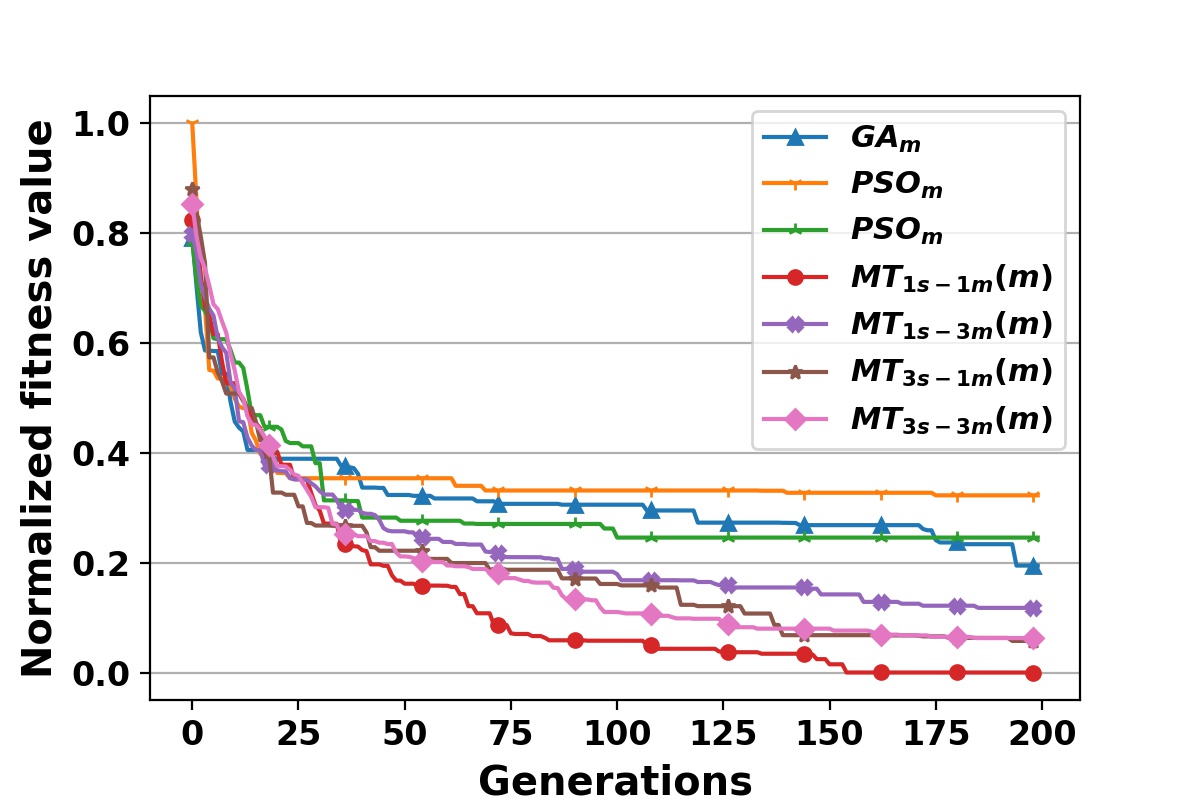 Normalized fitness value
1.0
0.8
0.6
0.4
0.2
0.0
GAm
PSOm
PSOm
MT1s−1m(m)
MT1s−3m(m)
MT3s−1m(m)
MT3s−3m(m)
0 25 50 75 100 125 150 175 200
Generations